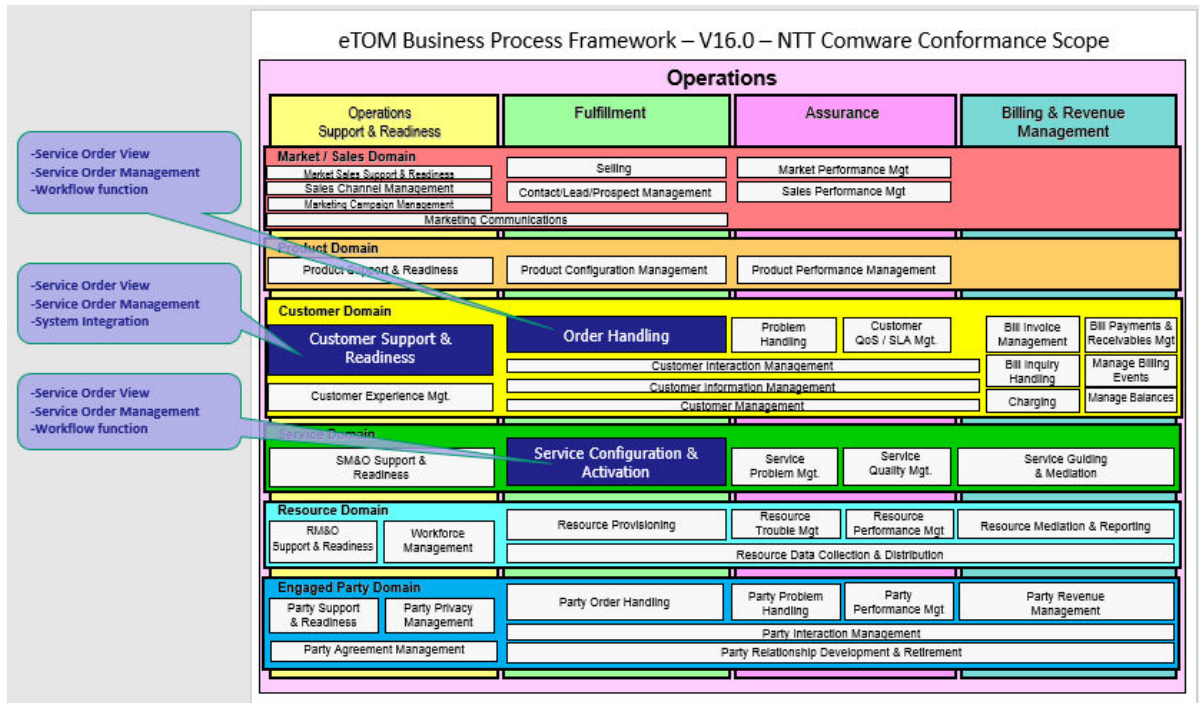 eTOM Business Process Framework – V16.0 – NTT Comware Conformance Scope
Operations
Operations
Support & Readiness
Fulfillment
Assurance
Billing & Revenue
Management
-Service Order View
-Service Order Management
-Workflow function
Market / Sales Domain
Market Sales Support & Readiness
Sales Channel Management
Marketing Campaign Management
Marketing Communications
Selling
Contact/Lead/Prospect Management
Market Performance Mgt
Sales Performance Mgt
Product Domain
Product Support & Readiness
Product Configuration Management
Product Performance Management
-Service Order View
-Service Order Management
-System Integration
Customer Domain
Customer Support &
Readiness
Order Handling
Problem
Handling
Customer
QoS / SLA Mgt.
Bill Invoice
Management
Bill Payments &
Receivables Mgt
Customer Interaction Management
Bill Inquiry
Handling
Manage Billing
Events
Customer Experience Mgt.
Customer Information Management
Customer Management
Charging
Manage Balances
-Service Order View
-Service Order Management
-Workflow function
Service Domain
SM&O Support &
Readiness
Service Configuration &
Activation
Service
Problem Mgt.
Service
Quality Mgt.
Service Guiding
& Mediation
Resource Domain
RM&O
Support & Readiness
Workforce
Management
Resource Provisioning
Resource
Trouble Mgt
Resource
Performance Mgt
Resource Mediation & Reporting
Resource Data Collection & Distribution
Engaged Party Domain
Party Support
& Readiness
Party Privacy
Management
Party Order Handling
Party Problem
Handling
Party
Performance Mgt
Party Revenue
Management
Party Interaction Management
Party Agreement Management
Party Relationship Development & Retirement